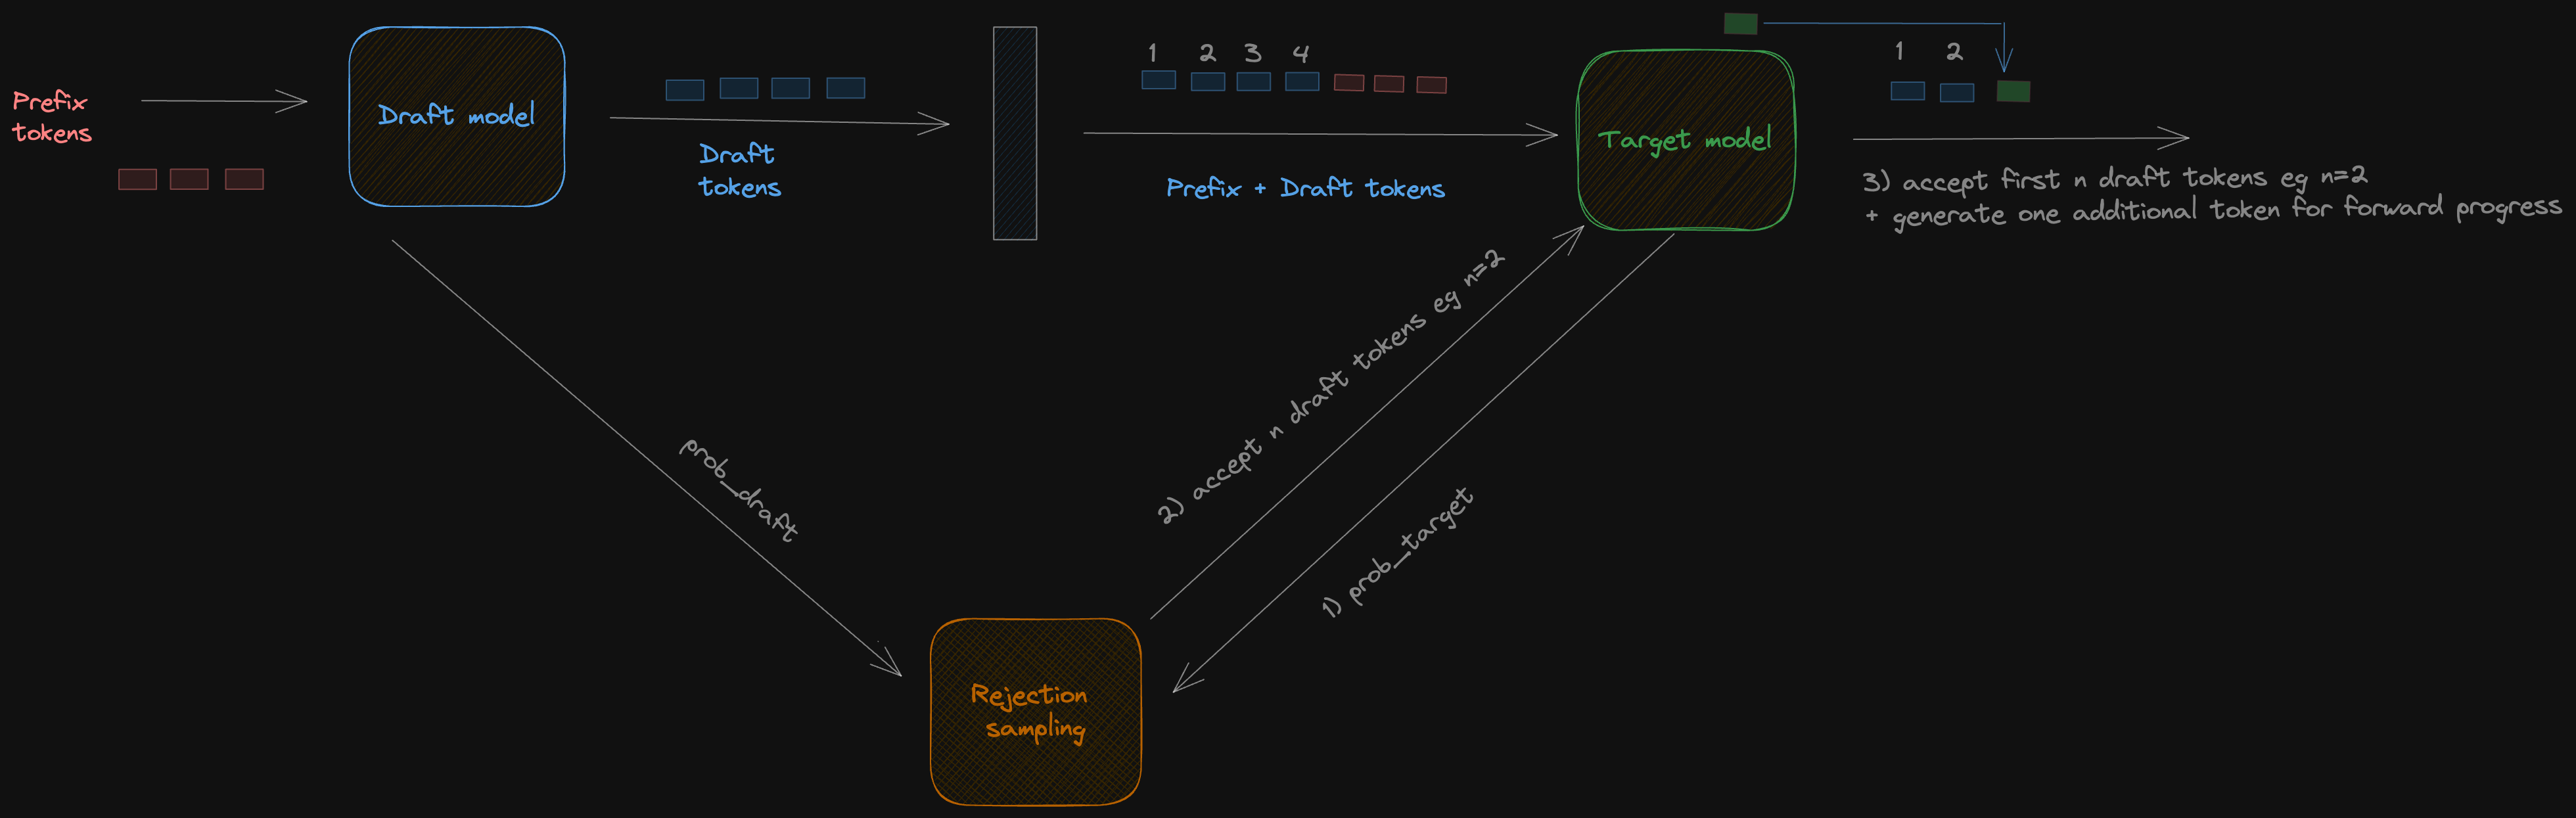 Prefix
tokens
Draft model
Draft
tokens
1 2 3 4
Prefix + Draft tokens
Target model
1 2
3) accept first n draft tokens eg n=2
+ generate one additional token for forward progress
prob_draft
2) accept n draft tokens eg n=2
1) prob_target
Rejection
sampling